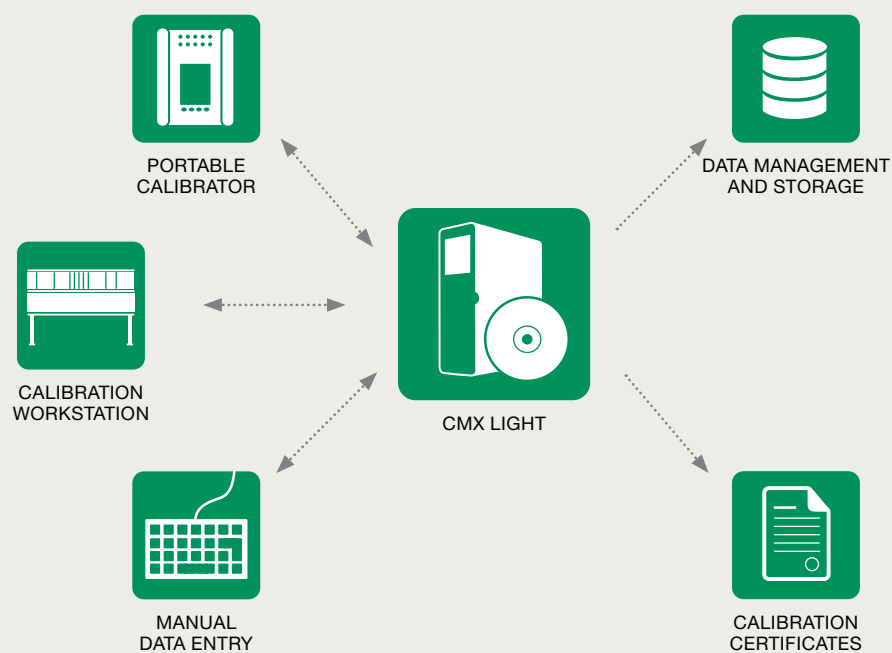 PORTABLE
CALIBRATOR
DATA MANAGEMENT
AND STORAGE
CALIBRATION
WORKSTATION
CMX LIGHT
MANUAL
DATA ENTRY
CALIBRATION
CERTIFICATES